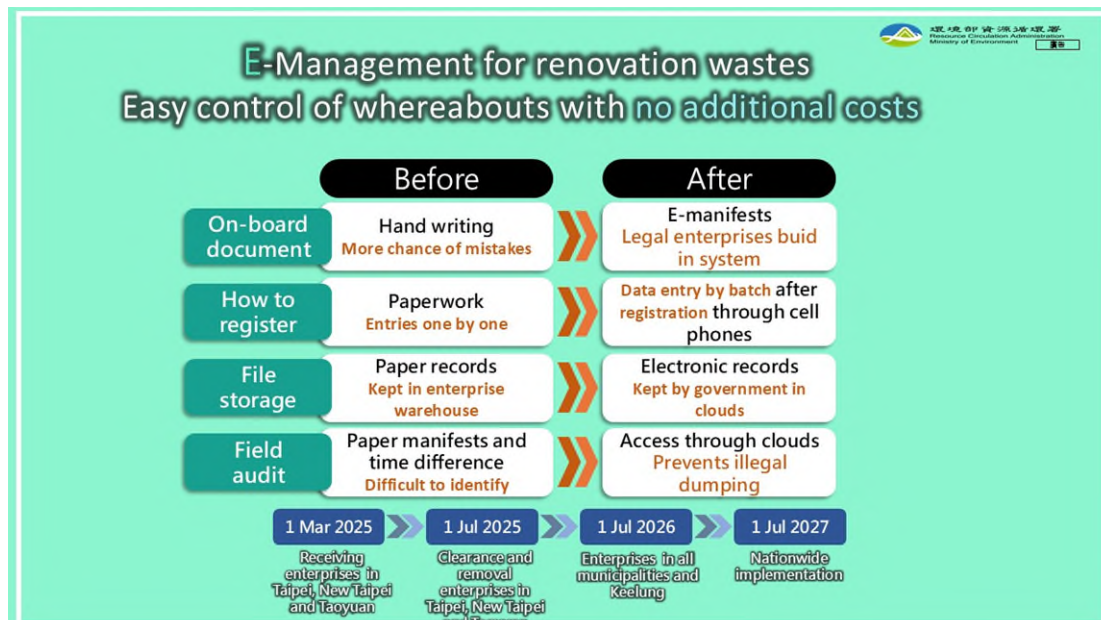 環境部資源循環署
Resource Circulation Administration
Ministry of Environment
廣告
E-Management for renovation wastes
Easy control of whereabouts with no additional costs
Before
After
On-board
document
Hand writing
More chance of mistakes
E-manifests
Legal enterprises buid
in system
How to
register
Paperwork
Entries one by one
Data entry by batch after
registration through cell
phones
File
storage
Paper records
Kept in enterprise
warehouse
Electronic records
Kept by government in
clouds
Field
audit
Paper manifests and
time difference
Difficult to identify
Access through clouds
Prevents illegal
dumping
1 Mar 2025
1 Jul 2025
1 Jul 2026
1 Jul 2027
Receiving
enterprises in
Taipei, New Taipei
and Taoyuan
Clearance and
removal
enterprises in
Taipei, New Taipei
Enterprises in all
municipalities and
Keelung
Nationwide
implementation